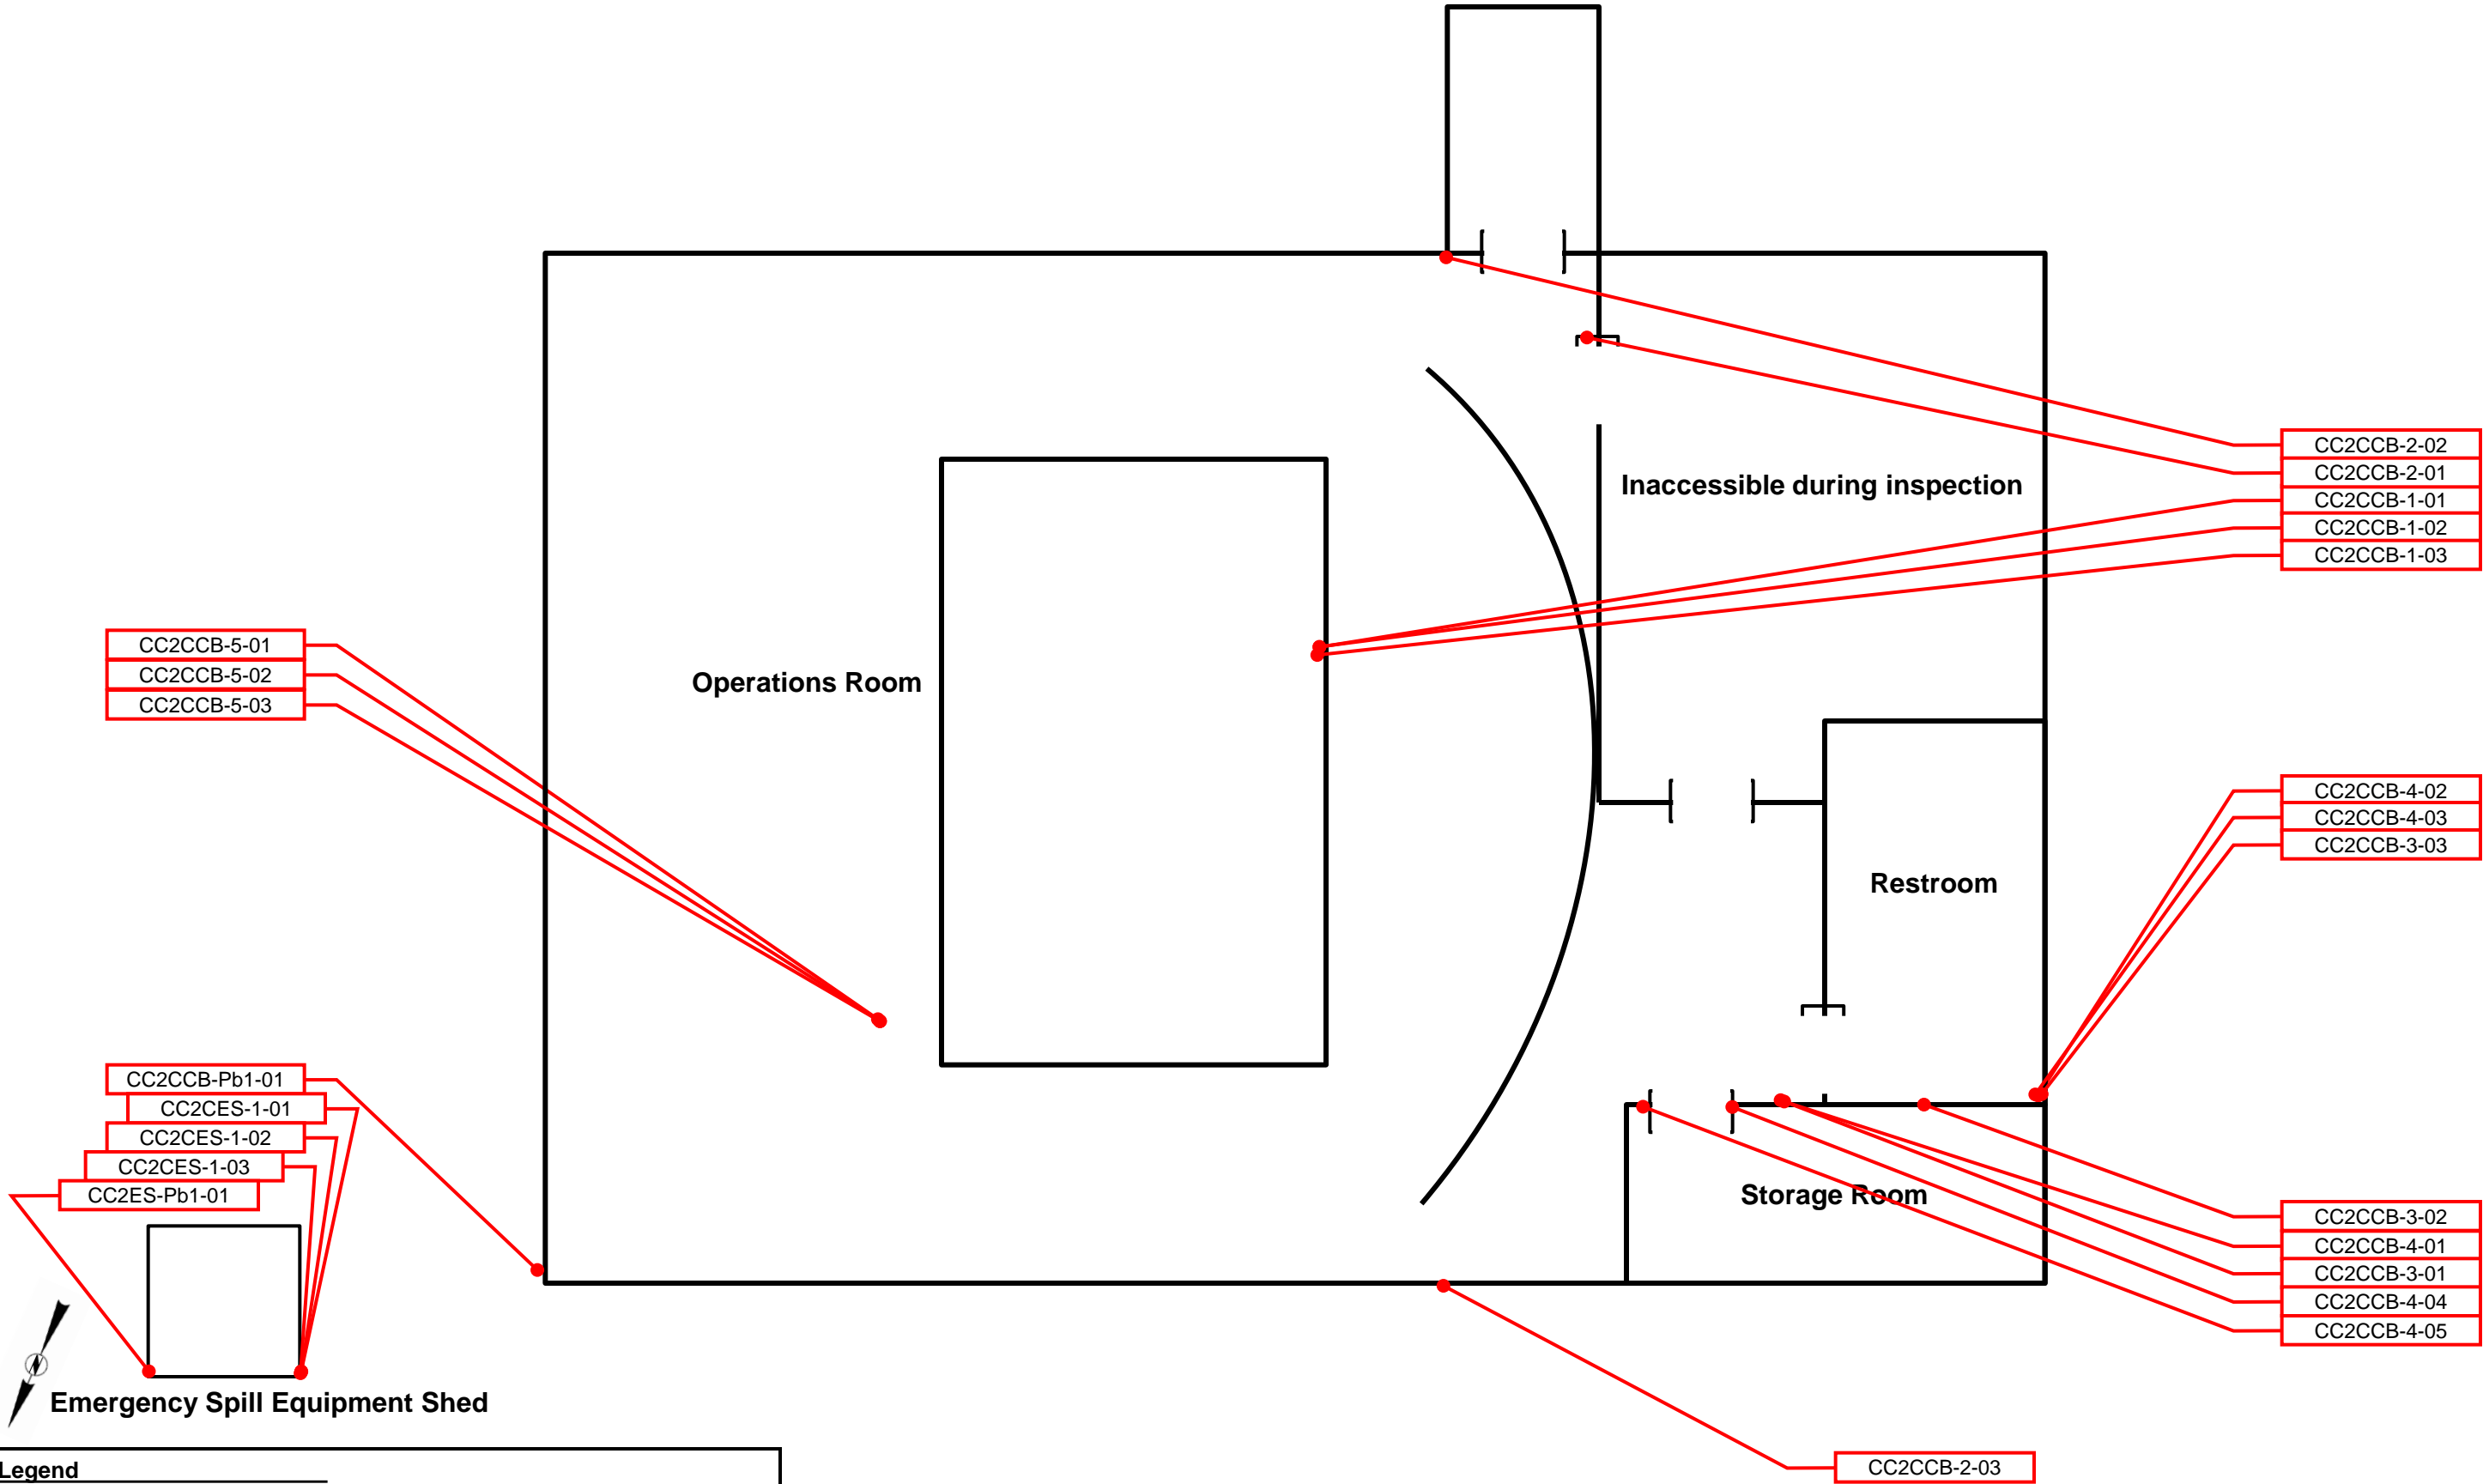 CC2CCB-2-02
CC2CCB-2-01
Inaccessible during inspection
CC2CCB-1-01
CC2CCB-1-02
CC2CCB-1-03
CC2CCB-5-01
CC2CCB-5-02
CC2CCB-5-03
Operations Room
CC2CCB-4-02
CC2CCB-4-03
CC2CCB-3-03
Restroom
CC2CCB-Pb1-01
CC2CES-1-01
CC2CES-1-02
CC2CES-1-03
CC2ES-Pb1-01
Storage Room
CC2CCB-3-02
CC2CCB-4-01
CC2CCB-3-01
CC2CCB-4-04
CC2CCB-4-05
Emergency Spill Equipment Shed
Legend
CC2CCB-2-03